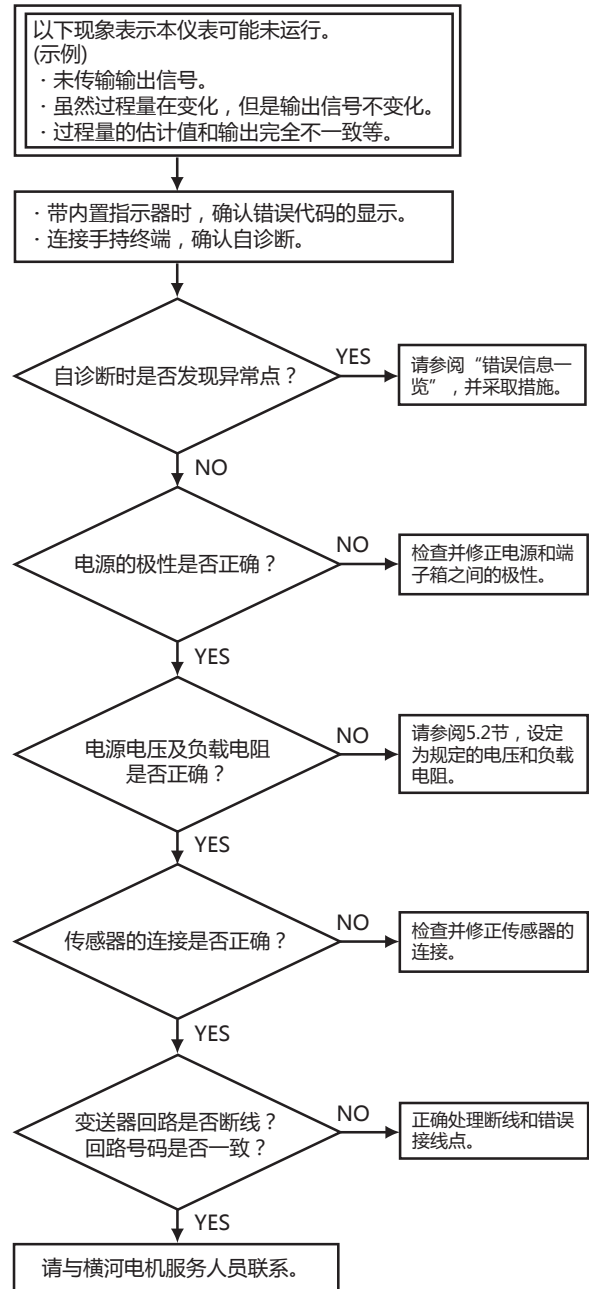 以下现象表示本仪表可能未运行。
(示例)
· 未传输输出信号。
· 虽然过程量在变化，但是输出信号不变化。
· 过程量的估计值和输出完全不一致等。
· 带内置指示器时，确认错误代码的显示。
· 连接手持终端，确认自诊断。
自诊断时是否发现异常点？
YES
请参阅“错误信息一
览”，并采取措施。
NO
电源的极性是否正确？
NO
检查并修正电源和端
子箱之间的极性。
YES
电源电压及负载电阻
是否正确？
NO
请参阅5.2节，设定
为规定的电压和负载
电阻。
YES
传感器的连接是否正确？
NO
检查并修正传感器的
连接。
YES
变送器回路是否断线？
回路号码是否一致？
NO
正确处理断线和错误
接线点。
YES
请与横河电机服务人员联系。